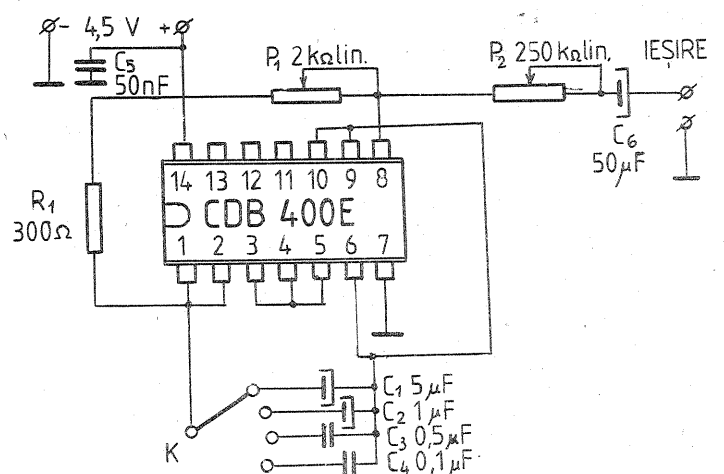 - 4,5 V +
C5
50nF
P1 2kΩlin.
P2 250kΩlin.
IEȘIRE
C6
50µF
R1
300Ω
14 13 12 11 10 9 8
CDB 400E
1 2 3 4 5 6 7
K
C1 5µF
C2 1µF
C3 0,5µF
C4 0,1µF